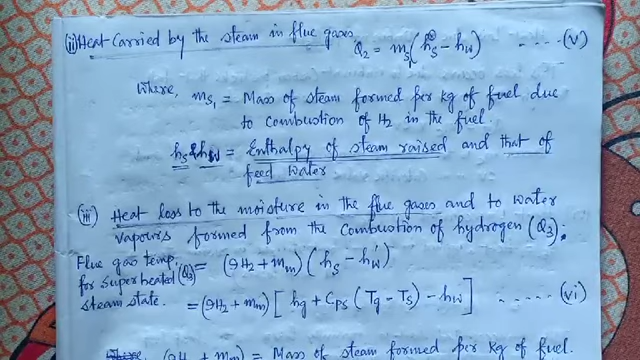 (ii) Heat carried by the steam in flue gases Q2 = ms1 (hs - hw) ---- (v)
Where, ms1 = Mass of steam formed per kg of fuel due
to combustion of H2 in the fuel.
hs & hw = Enthalpy of steam raised and that of
feed water
(iii) Heat loss to the moisture in the flue gases and to water
vapours formed from the combustion of hydrogen (Q3):
Flue gas temp.
for superheated (Q3) = (9H2 + mm) (hs - h'w)
steam state. = (9H2 + mm) [hg + Cps (Tg - Ts) - hw] ------ (vi)
(9H2 + mm) = Mass of steam formed per kg of fuel.